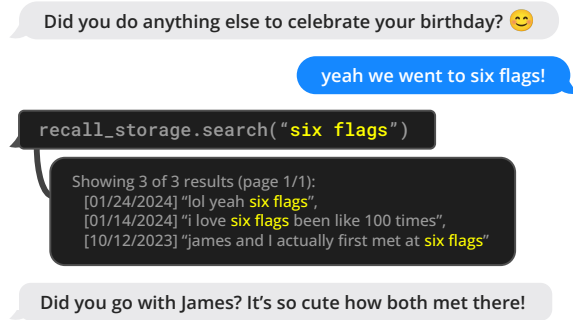 Did you do anything else to celebrate your birthday? 😊
yeah we went to six flags!
recall_storage.search(“six flags”)
Showing 3 of 3 results (page 1/1):
[01/24/2024] “lol yeah six flags”,
[01/14/2024] “i love six flags been like 100 times”,
[10/12/2023] “james and I actually first met at six flags”
Did you go with James? It’s so cute how both met there!